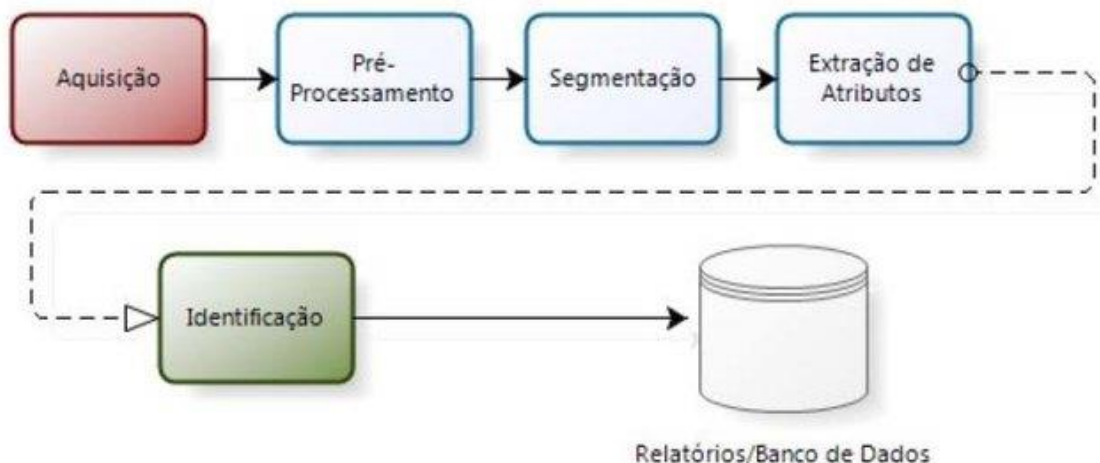 Aquisição
Pré-
Processamento
Segmentação
Extração de
Atributos
Identificação
Relatórios/Banco de Dados